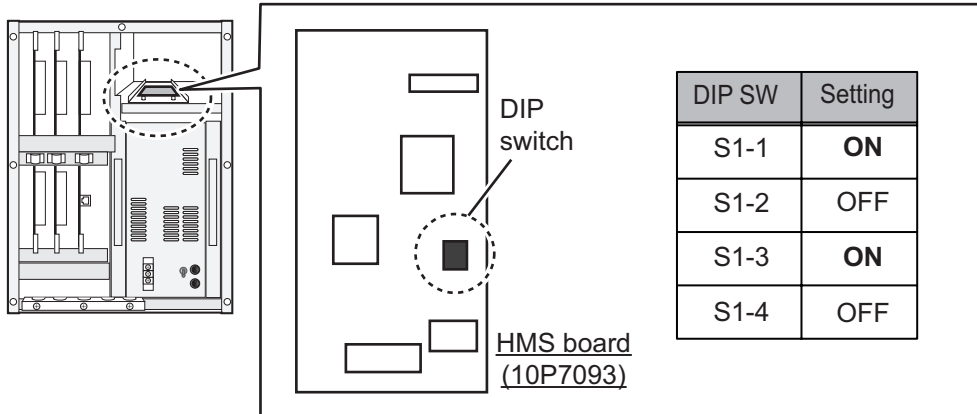 DIP
switch
HMS board
(10P7093)
DIP SW Setting
S1-1 ON
S1-2 OFF
S1-3 ON
S1-4 OFF